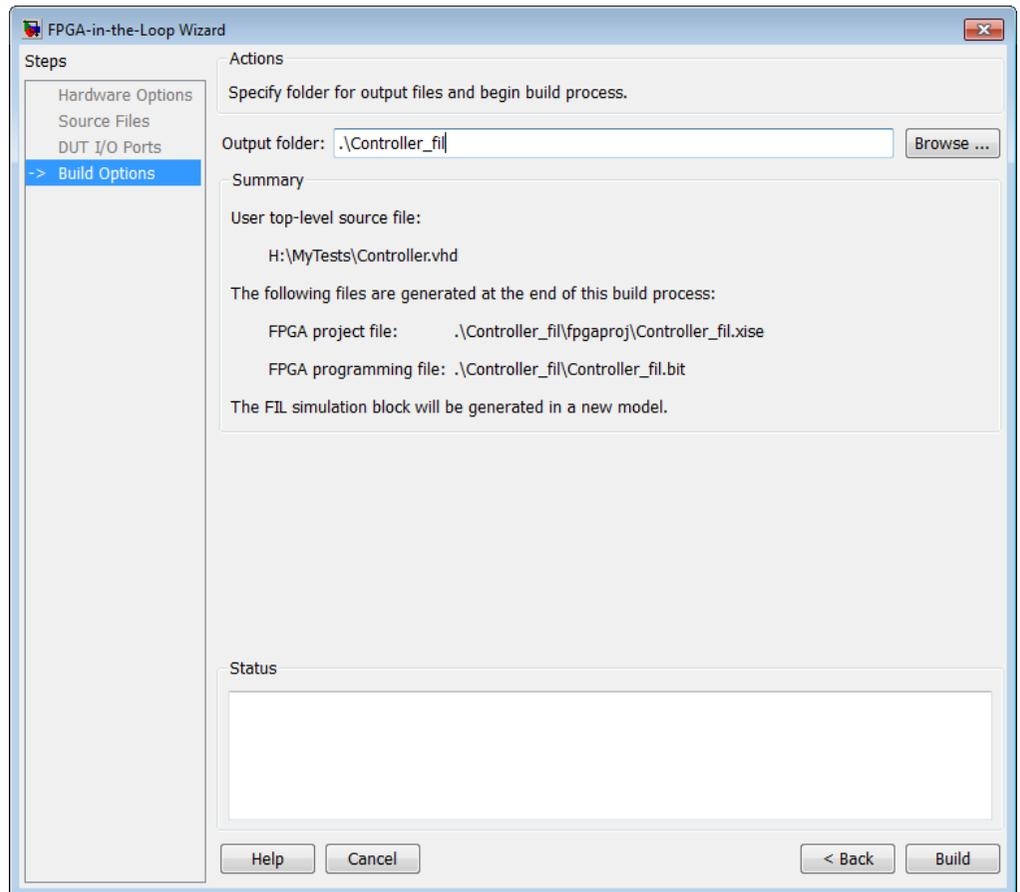 FPGA-in-the-Loop Wizard
Steps
Hardware Options
Source Files
DUT I/O Ports
-> Build Options
Actions
Specify folder for output files and begin build process.
Output folder: .\Controller_fil Browse ...
Summary
User top-level source file:
H:\MyTests\Controller.vhd
The following files are generated at the end of this build process:
FPGA project file: .\Controller_fil\fpgaproj\Controller_fil.xise
FPGA programming file: .\Controller_fil\Controller_fil.bit
The FIL simulation block will be generated in a new model.
Status
Help Cancel < Back Build